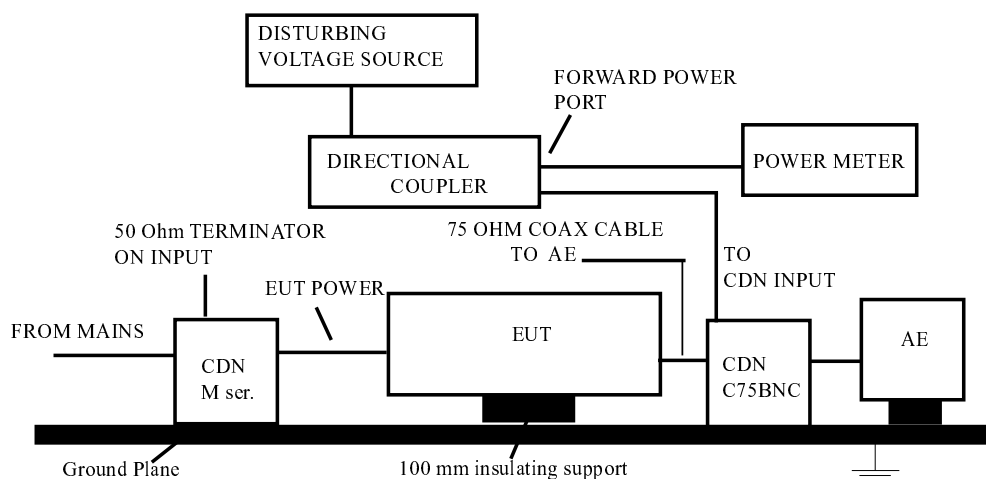 DISTURBING
VOLTAGE SOURCE
FORWARD POWER
PORT
DIRECTIONAL
COUPLER
POWER METER
50 Ohm TERMINATOR
ON INPUT
75 OHM COAX CABLE
TO AE
TO
CDN INPUT
EUT POWER
FROM MAINS
CDN
M ser.
EUT
CDN
C75BNC
AE
Ground Plane
100 mm insulating support